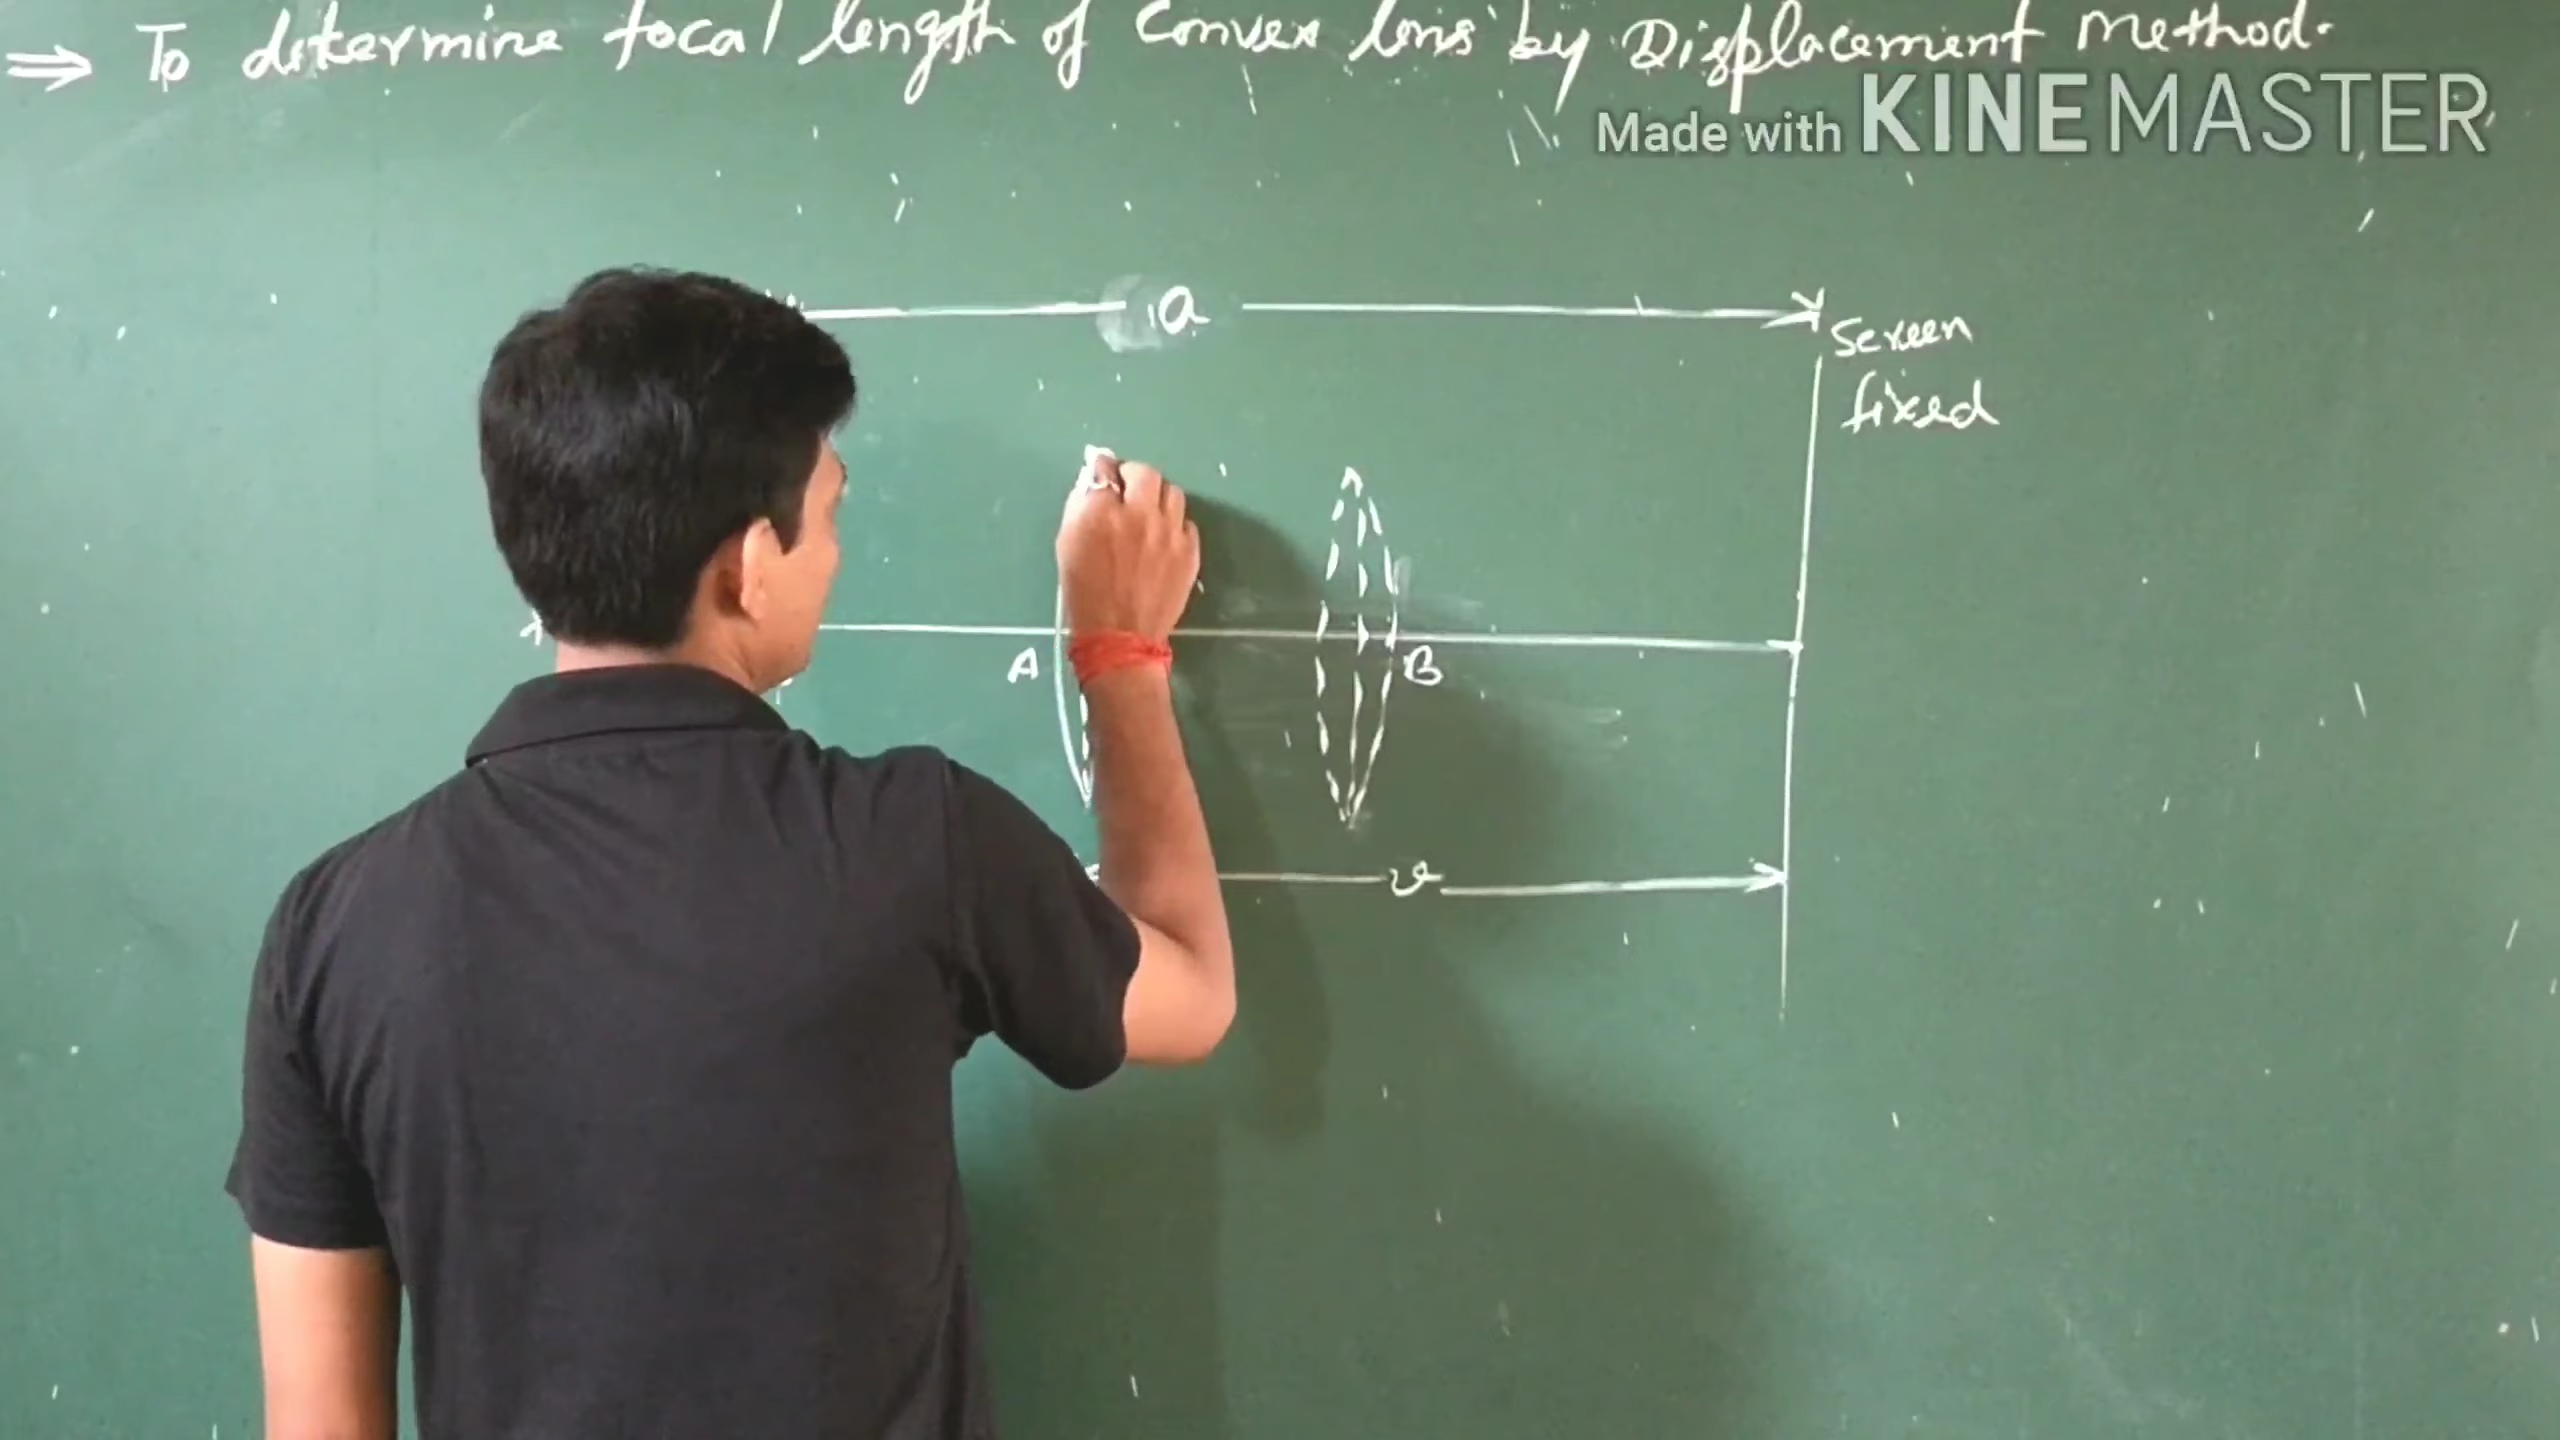 ⇒ To determine focal length of Convex lens by Displacement Method.
Made with KINEMASTER
a
Screen
fixed
A
B
v